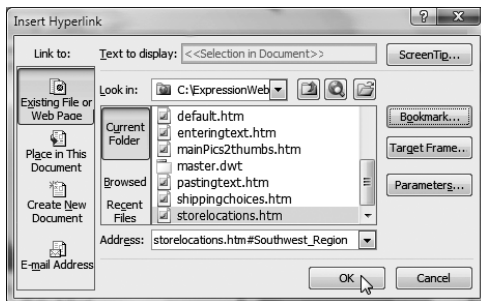 Insert Hyperlink
Link to:
Text to display: <<Selection in Document>>
ScreenTip...
Look in: C:\ExpressionWeb
Existing File or
Web Page
Place in This
Document
Create New
Document
E-mail Address
Current
Folder
Browsed
Recent
Files
default.htm
enteringtext.htm
mainPics2thumbs.htm
master.dwt
pastingtext.htm
shippingchoices.htm
storelocations.htm
Bookmark...
Target Frame..
Parameters...
Address: storelocations.htm#Southwest_Region
OK
Cancel